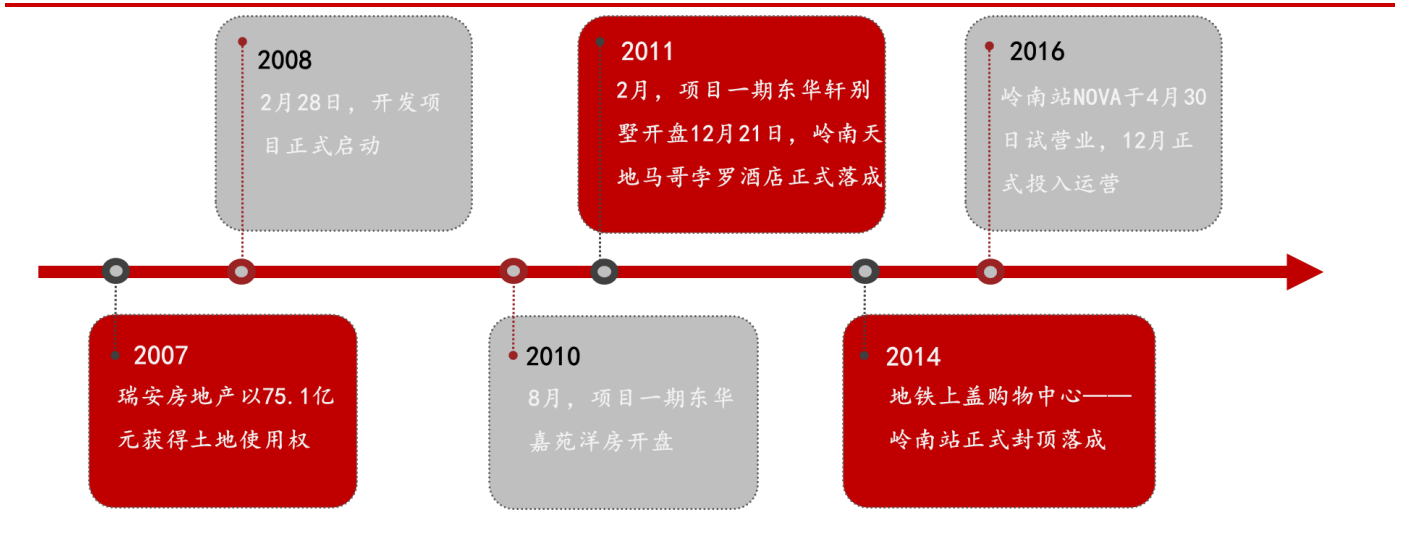 2008
2月28日，开发项
目正式启动
2011
2月，项目一期东华轩别
墅开盘12月21日，岭南天
地马哥孛罗酒店正式落成
2016
岭南站NOVA于4月30
日试营业，12月正
式投入运营
2007
瑞安房地产以75.1亿
元获得土地使用权
2010
8月，项目一期东华
嘉苑洋房开盘
2014
地铁上盖购物中心——
岭南站正式封顶落成